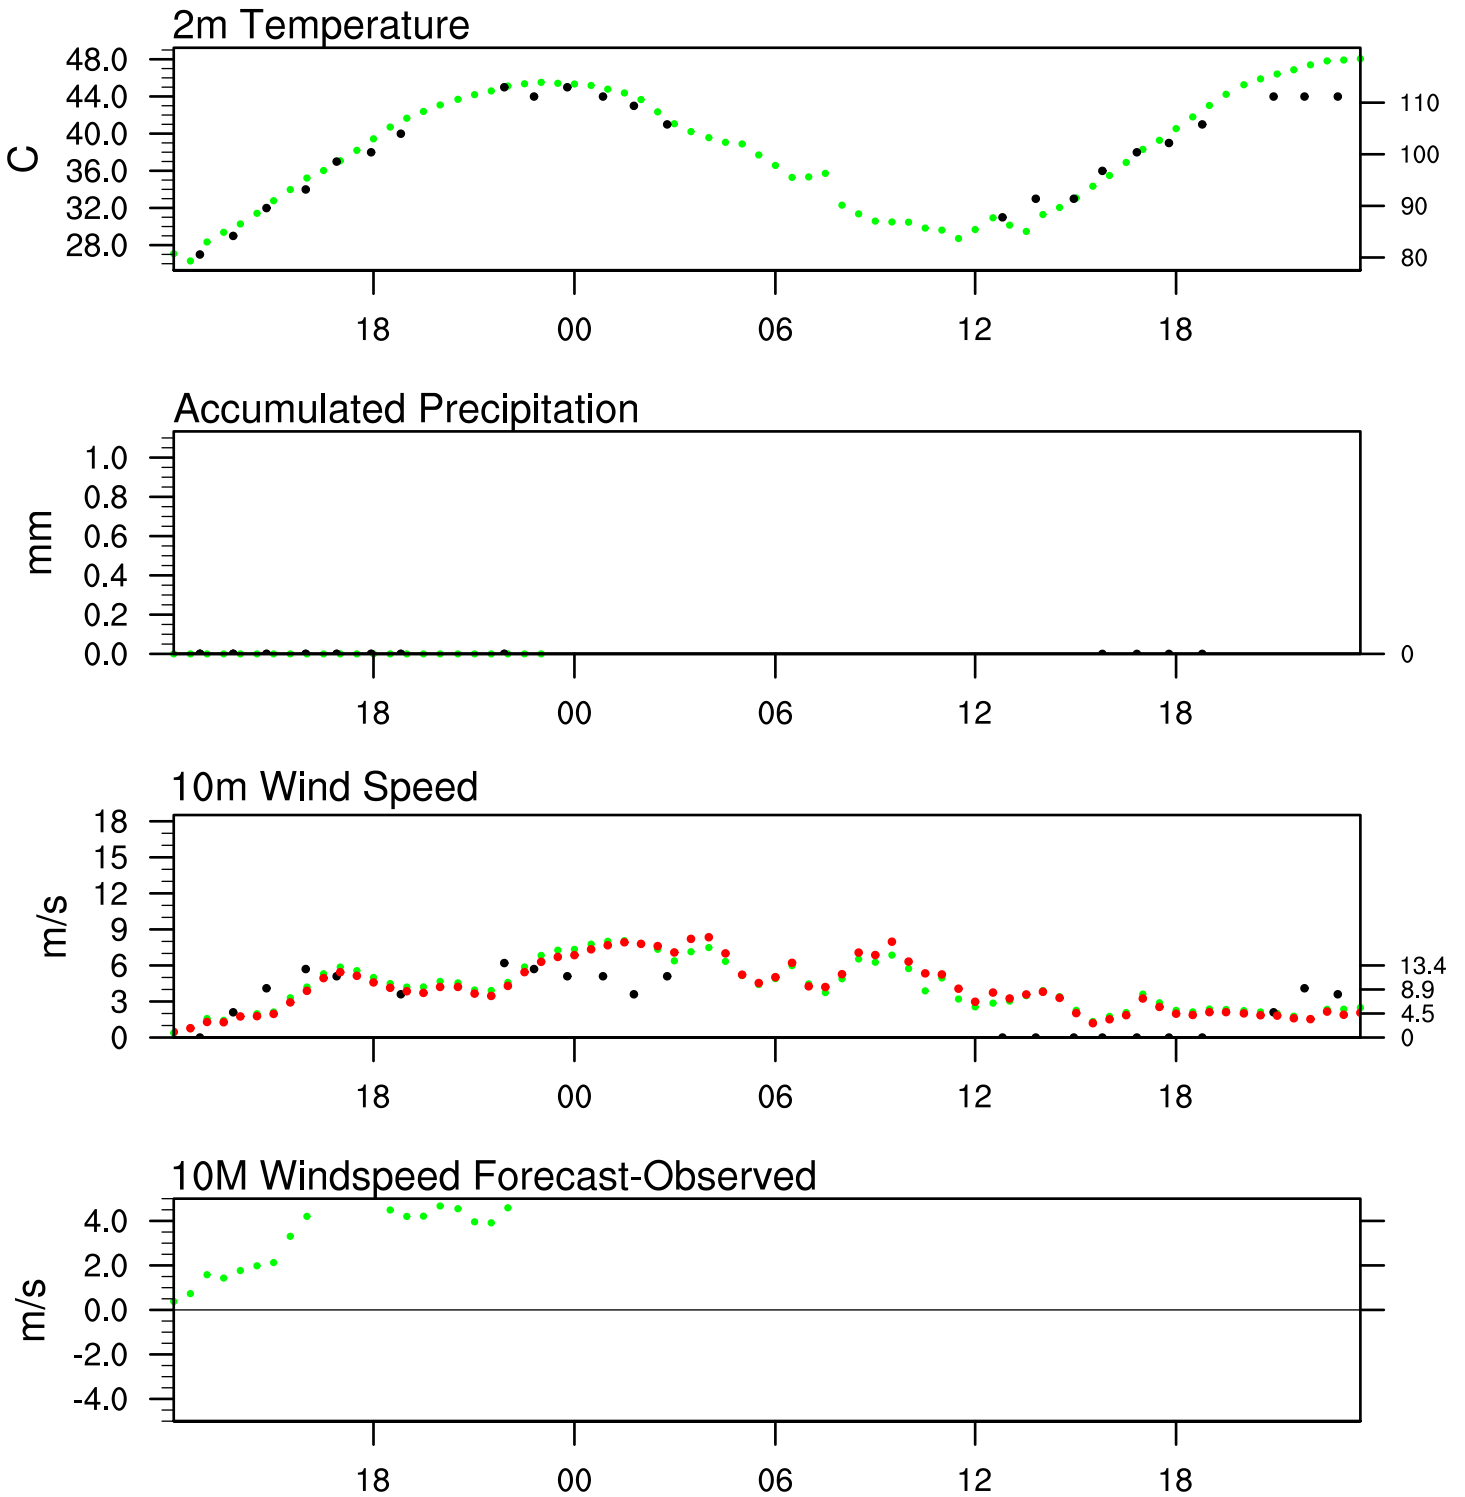 2m Temperature
48.0
44.0
40.0
36.0
32.0
28.0
C
110
100
90
80
18 00 06 12 18
Accumulated Precipitation
1.0
0.8
0.6
0.4
0.2
0.0
mm
0
18 00 06 12 18
10m Wind Speed
18
15
12
9
6
3
0
m/s
13.4
8.9
4.5
0
18 00 06 12 18
10M Windspeed Forecast-Observed
4.0
2.0
0.0
-2.0
-4.0
m/s
18 00 06 12 18